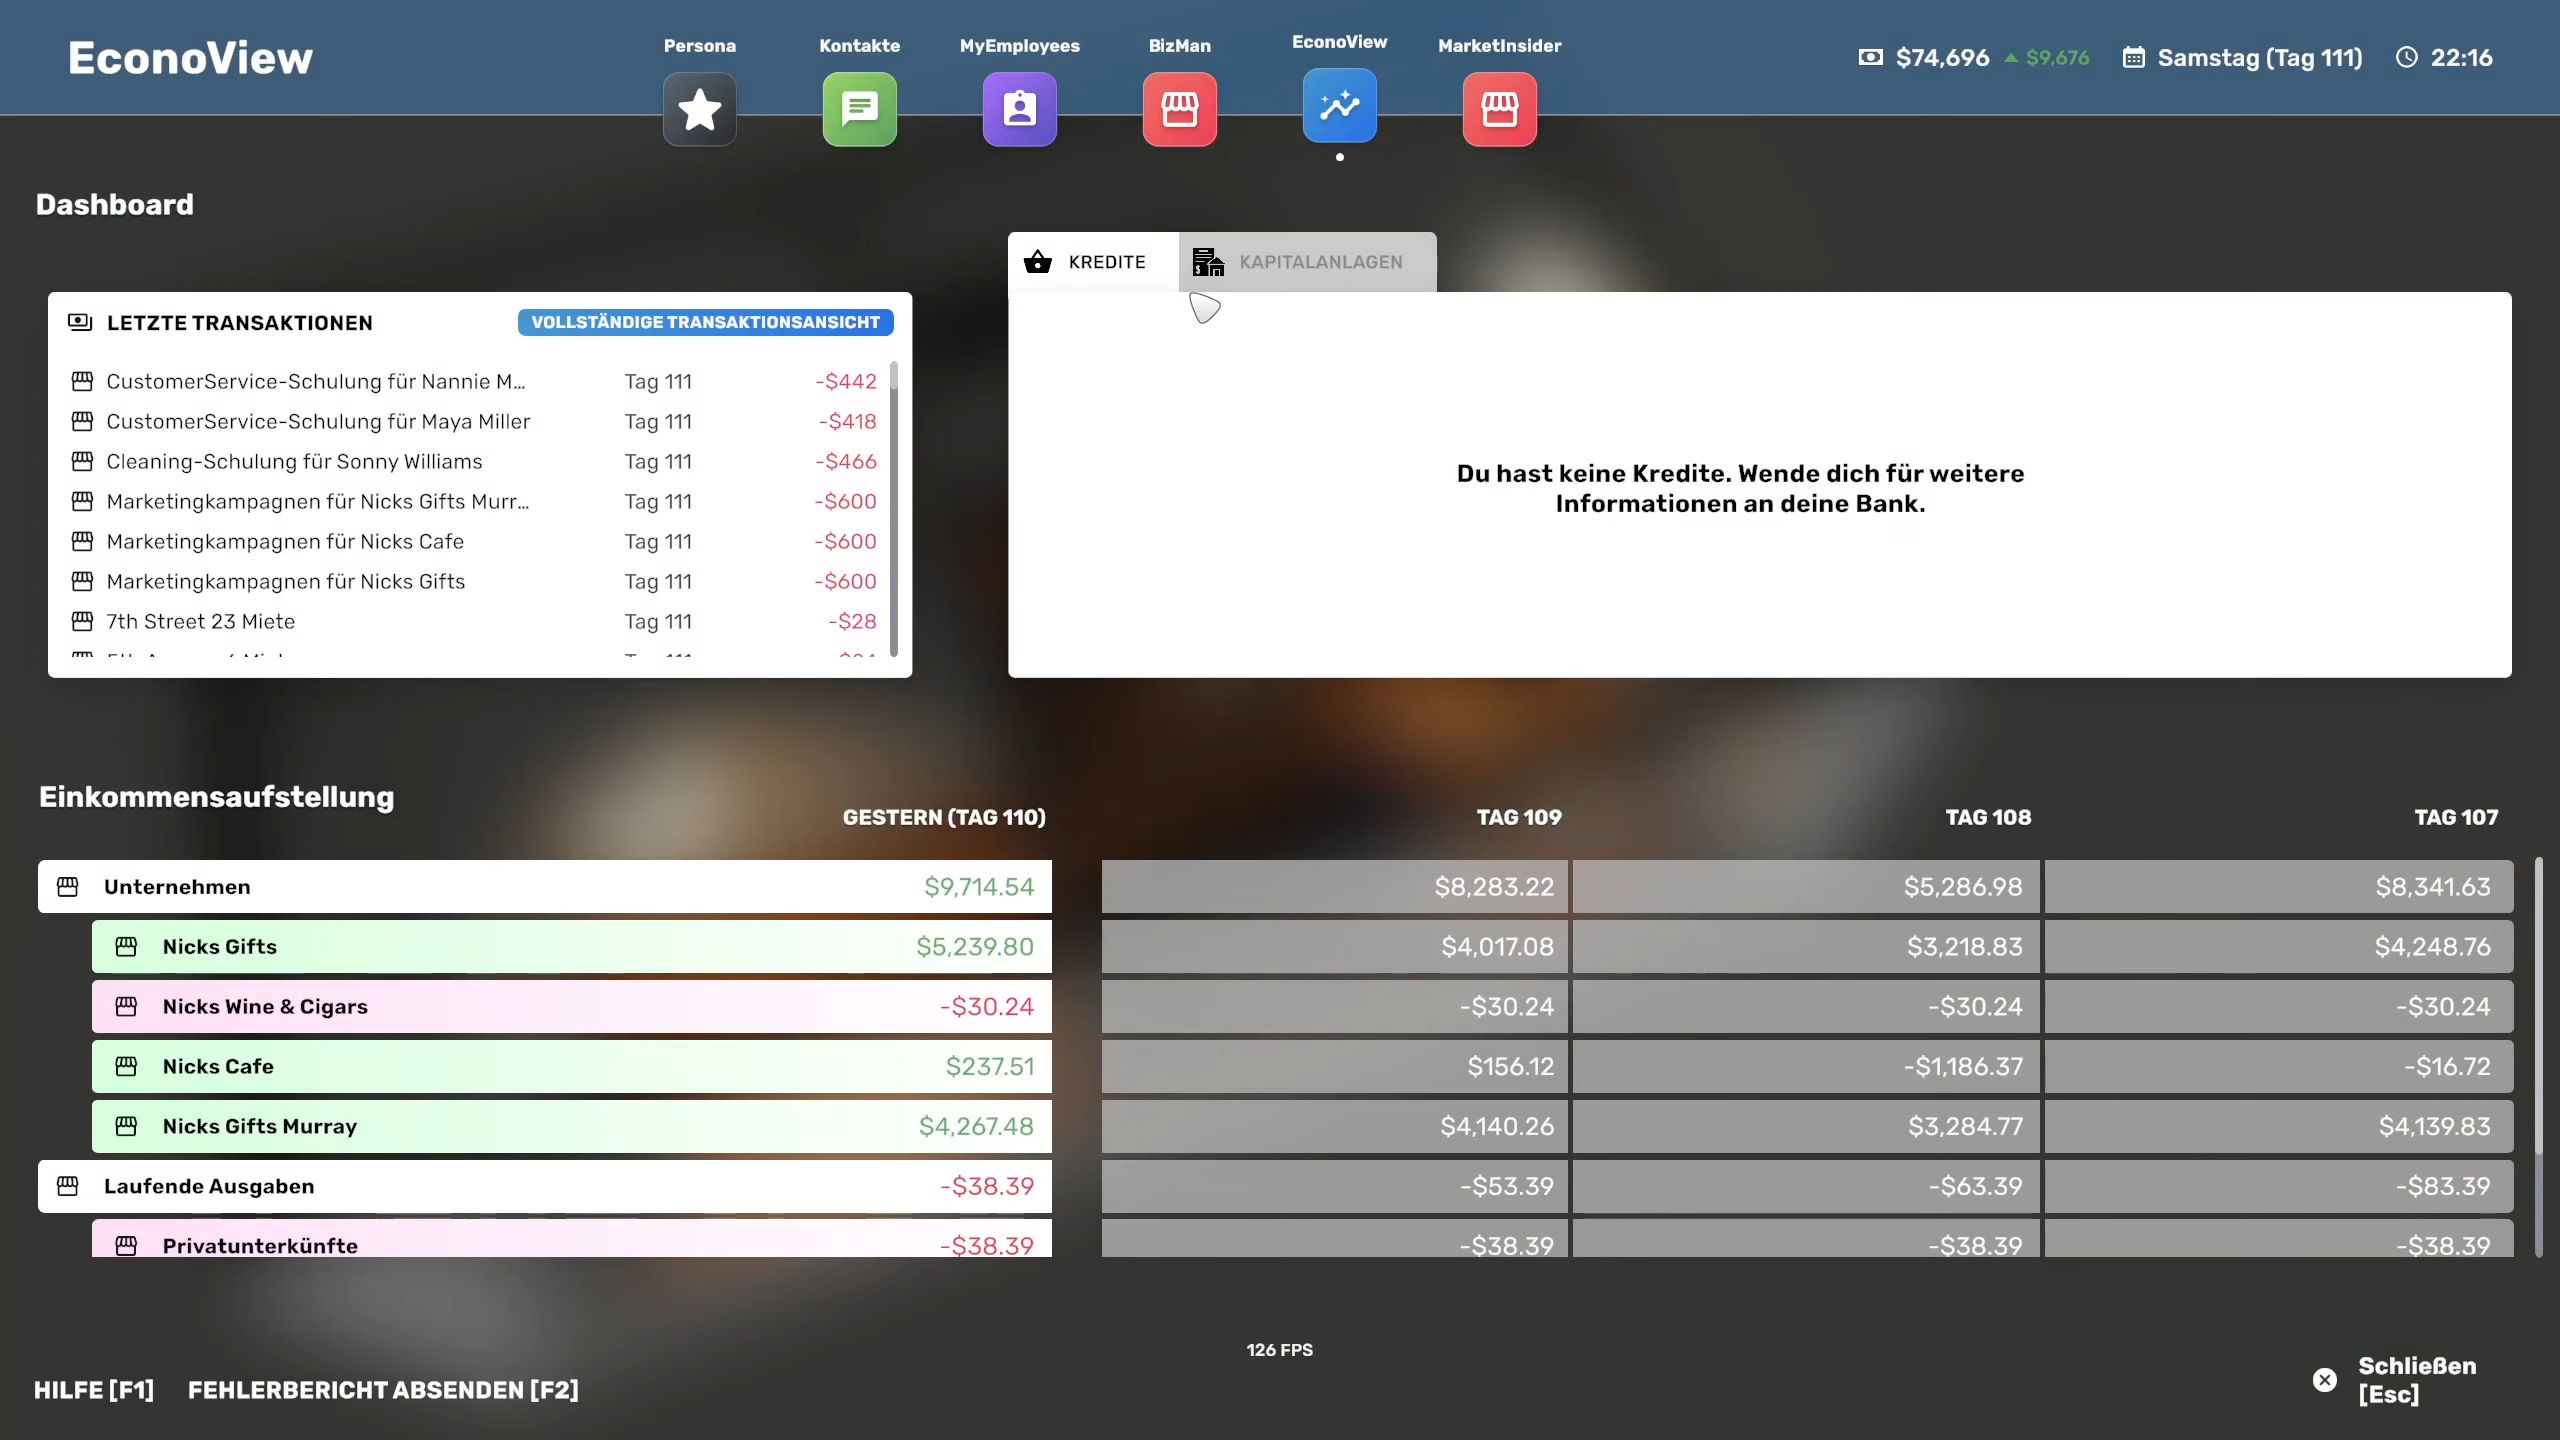 EconoView
Persona
Kontakte
MyEmployees
BizMan
EconoView
MarketInsider
$74,696 $9,676 Samstag (Tag 111) 22:16
Dashboard
KREDITE
KAPITALANLAGEN
LETZTE TRANSAKTIONEN VOLLSTÄNDIGE TRANSAKTIONSANSICHT
CustomerService-Schulung für Nannie M... Tag 111 -$442
CustomerService-Schulung für Maya Miller Tag 111 -$418
Cleaning-Schulung für Sonny Williams Tag 111 -$466
Marketingkampagnen für Nicks Gifts Murr... Tag 111 -$600
Marketingkampagnen für Nicks Cafe Tag 111 -$600
Marketingkampagnen für Nicks Gifts Tag 111 -$600
7th Street 23 Miete Tag 111 -$28
Du hast keine Kredite. Wende dich für weitere
Informationen an deine Bank.
Einkommensaufstellung
GESTERN (TAG 110) TAG 109 TAG 108 TAG 107
Unternehmen $9,714.54 $8,283.22 $5,286.98 $8,341.63
Nicks Gifts $5,239.80 $4,017.08 $3,218.83 $4,248.76
Nicks Wine & Cigars -$30.24 -$30.24 -$30.24 -$30.24
Nicks Cafe $237.51 $156.12 -$1,186.37 -$16.72
Nicks Gifts Murray $4,267.48 $4,140.26 $3,284.77 $4,139.83
Laufende Ausgaben -$38.39 -$53.39 -$63.39 -$83.39
Privatunterkünfte -$38.39 -$38.39 -$38.39 -$38.39
126 FPS
HILFE [F1] FEHLERBERICHT ABSENDEN [F2]
Schließen
[Esc]